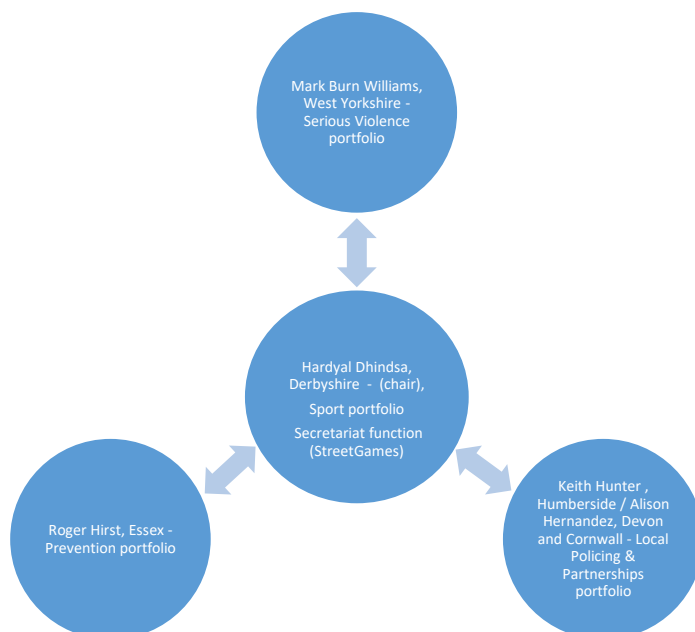 Mark Burn Williams,
West Yorkshire -
Serious Violence
portfolio
Hardyal Dhindsa,
Derbyshire - (chair),
Sport portfolio
Secretariat function
(StreetGames)
Roger Hirst, Essex -
Prevention portfolio
Keith Hunter ,
Humberside / Alison
Hernandez, Devon
and Cornwall - Local
Policing &
Partnerships
portfolio